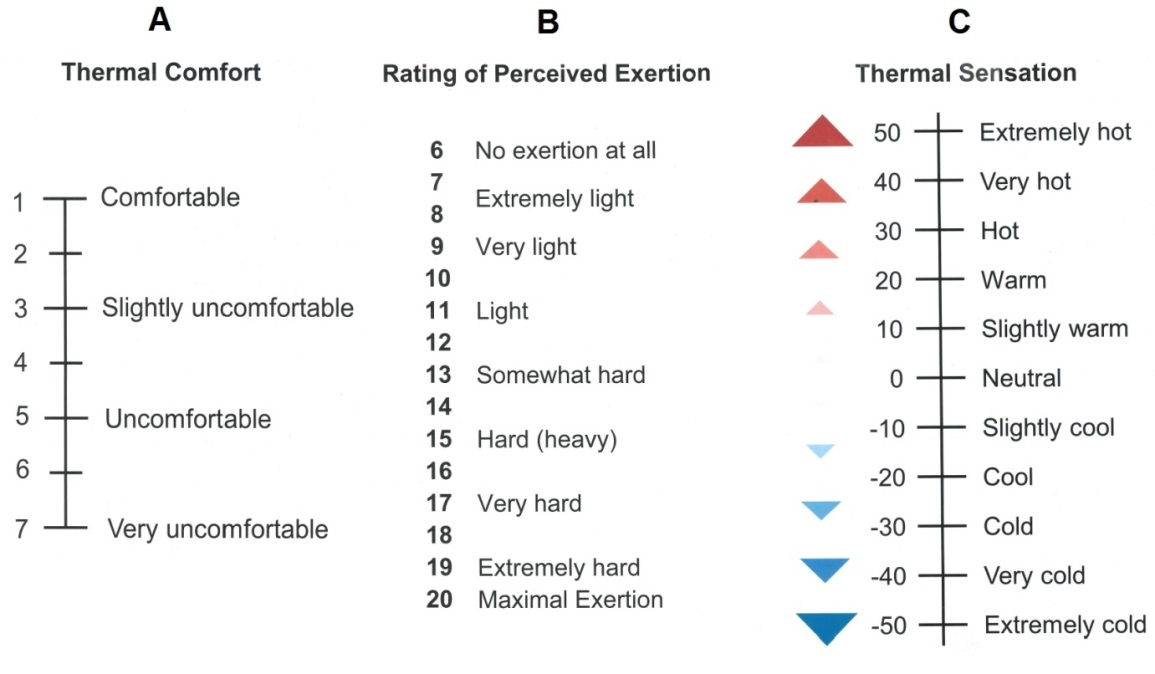 A
Thermal Comfort
1 Comfortable
2
3 Slightly uncomfortable
4
5 Uncomfortable
6
7 Very uncomfortable
B
Rating of Perceived Exertion
6 No exertion at all
7
Extremely light
8
9 Very light
10
11 Light
12
13 Somewhat hard
14
15 Hard (heavy)
16
17 Very hard
18
19 Extremely hard
20 Maximal Exertion
C
Thermal Sensation
50 Extremely hot
40 Very hot
30 Hot
20 Warm
10 Slightly warm
0 Neutral
-10 Slightly cool
-20 Cool
-30 Cold
-40 Very cold
-50 Extremely cold